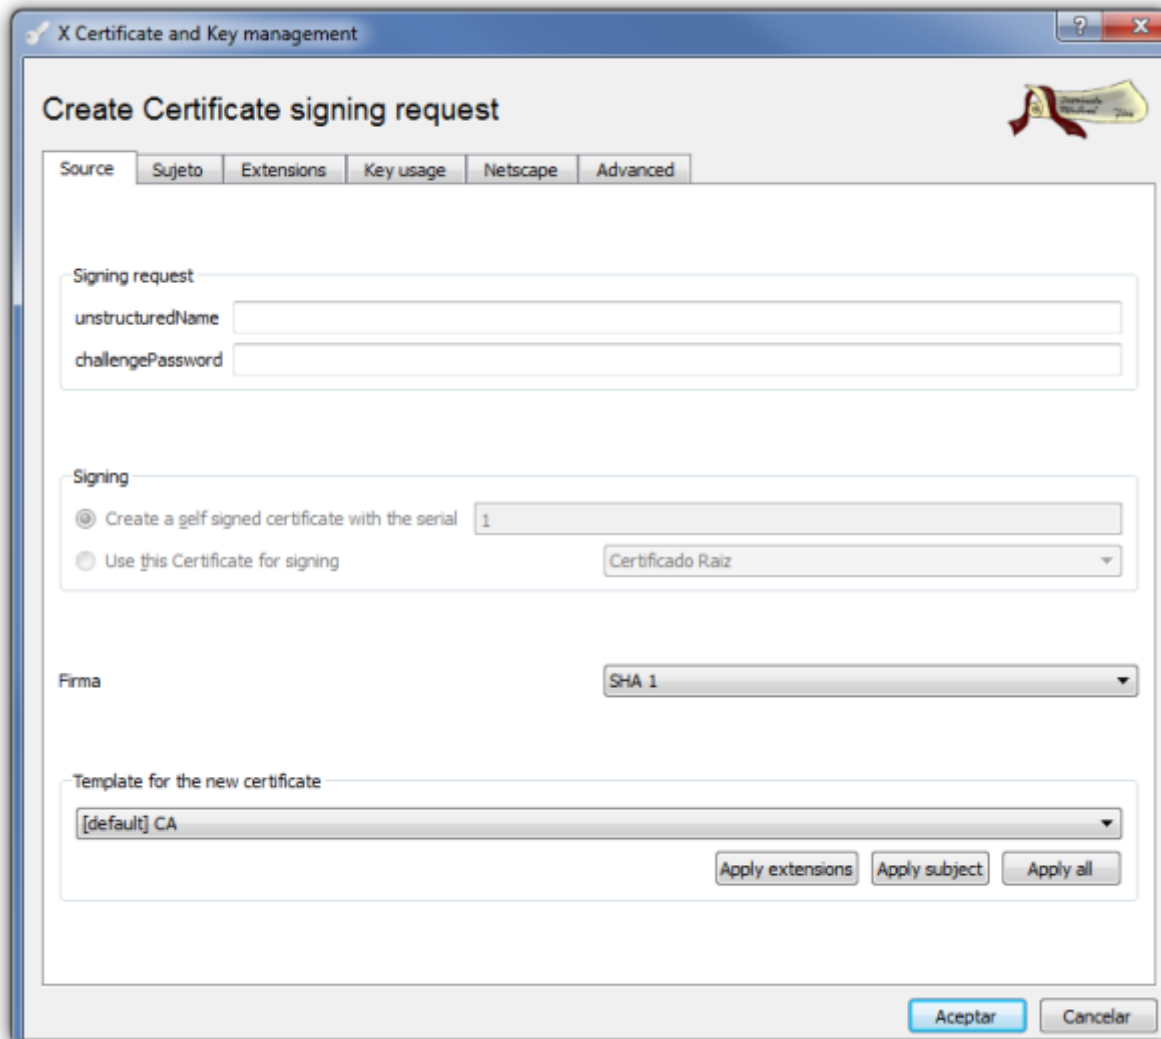 X Certificate and Key management
Create Certificate signing request
Source Sujeto Extensions Key usage Netscape Advanced
Signing request
unstructuredName
challengePassword
Signing
Create a self signed certificate with the serial 1
Use this Certificate for signing Certificado Raiz
Firma SHA 1
Template for the new certificate
[default] CA
Apply extensions Apply subject Apply all
Aceptar Cancelar